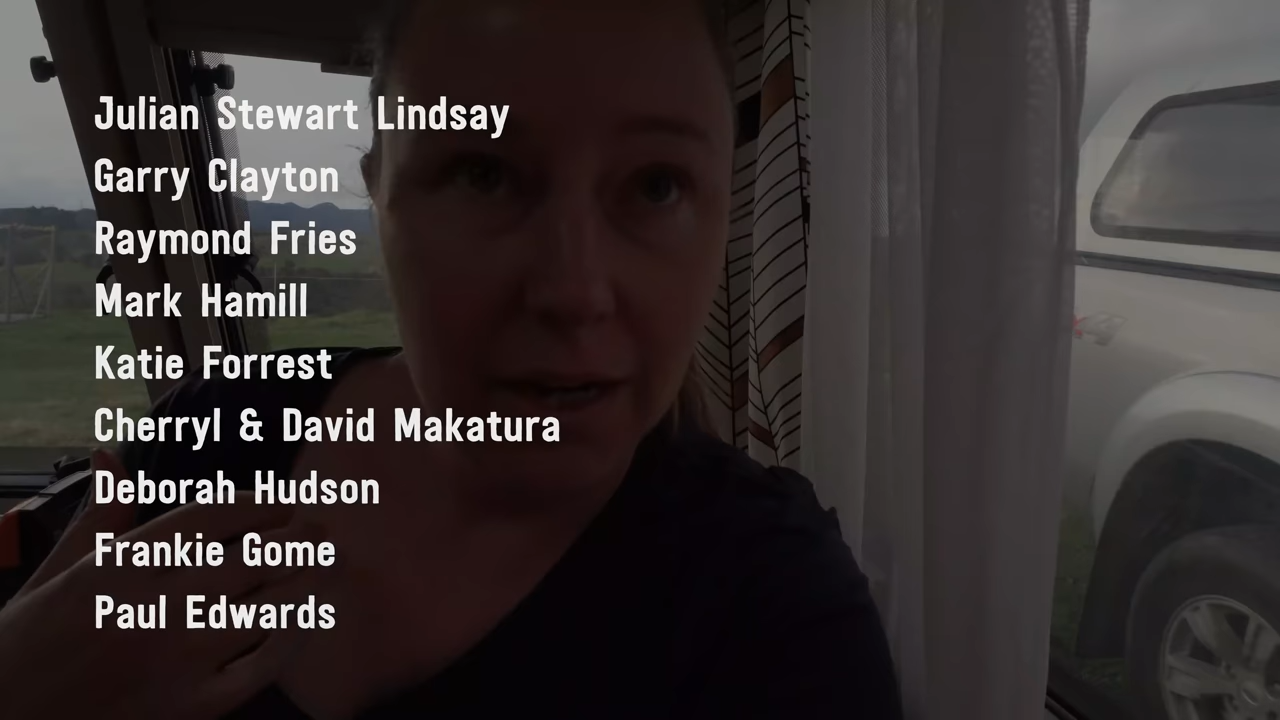 Julian Stewart Lindsay
Garry Clayton
Raymond Fries
Mark Hamill
Katie Forrest
Cherryl & David Makatura
Deborah Hudson
Frankie Gome
Paul Edwards